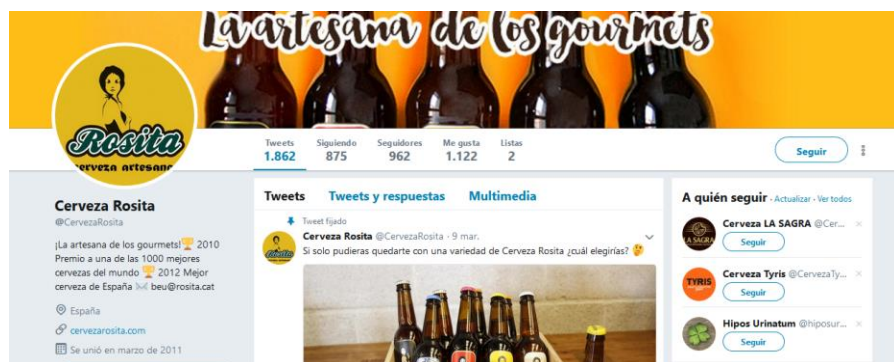 La artesana de los gourmets
Rosita
cerveza artesana
Tweets Siguiendo Seguidores Me gusta Listas
1.862 875 962 1.122 2
Seguir
Cerveza Rosita
@CervezaRosita
¡La artesana de los gourmets!🏆 2010
Premio a una de las 1000 mejores
cervezas del mundo 🏆 2012 Mejor
cerveza de España ✉ beu@rosita.cat
España
cervezarosita.com
Se unió en marzo de 2011
Tweets Tweets y respuestas Multimedia
Tweet fijado
Cerveza Rosita @CervezaRosita · 9 mar.
Si solo pudieras quedarte con una variedad de Cerveza Rosita ¿cuál elegirías? 🤔
A quién seguir · Actualizar · Ver todos
LA SAGRA
Cerveza LA SAGRA @Cer...
Seguir
TYRIS
Cerveza Tyris @CervezaTy...
Seguir
Hipos Urinatum @hiposur...
Seguir